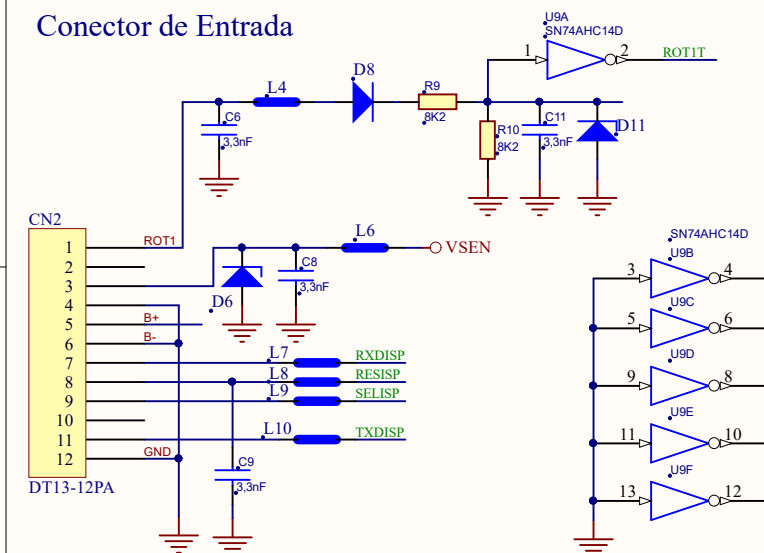 Conector de Entrada
U9A
SN74AHC14D
1
2
ROT1T
D8
L4
R9
8K2
C6
3,3nF
R10
8K2
C11
3,3nF
D11
CN2
1
ROT1
2
3
4
5
B+
6
B-
7
8
9
10
11
12
GND
DT13-12PA
L6
VSEN
C8
3,3nF
D6
L7
RXDISP
L8
RESISP
L9
SELISP
L10
TXDISP
C9
3,3nF
SN74AHC14D
U9B
3
4
U9C
5
6
U9D
9
8
U9E
11
10
U9F
13
12